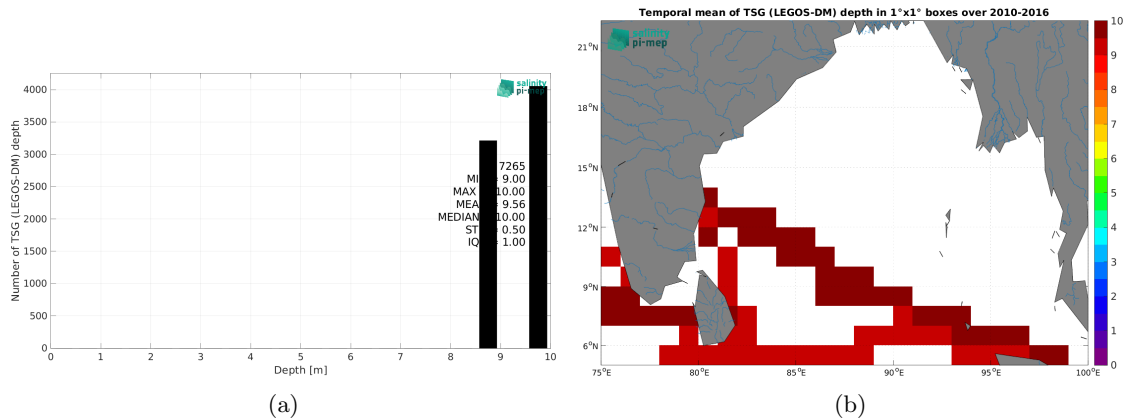 Temporal mean of TSG (LEGOS-DM) depth in 1°x1° boxes over 2010-2016
salinity
pi-mep
Number of TSG (LEGOS-DM) depth
4000
3500
3000
2500
2000
1500
1000
500
0
salinity
pi-mep
7265
= 9.00
MAX 10.00
MEA = 9.56
MEDIAN 10.00
ST = 0.50
IQ = 1.00
0 1 2 3 4 5 6 7 8 9 10
Depth [m]
21°N
18°N
15°N
12°N
9°N
6°N
75°E 80°E 85°E 90°E 95°E 100°E
10
9
8
7
6
5
4
3
2
1
0
(a)
(b)